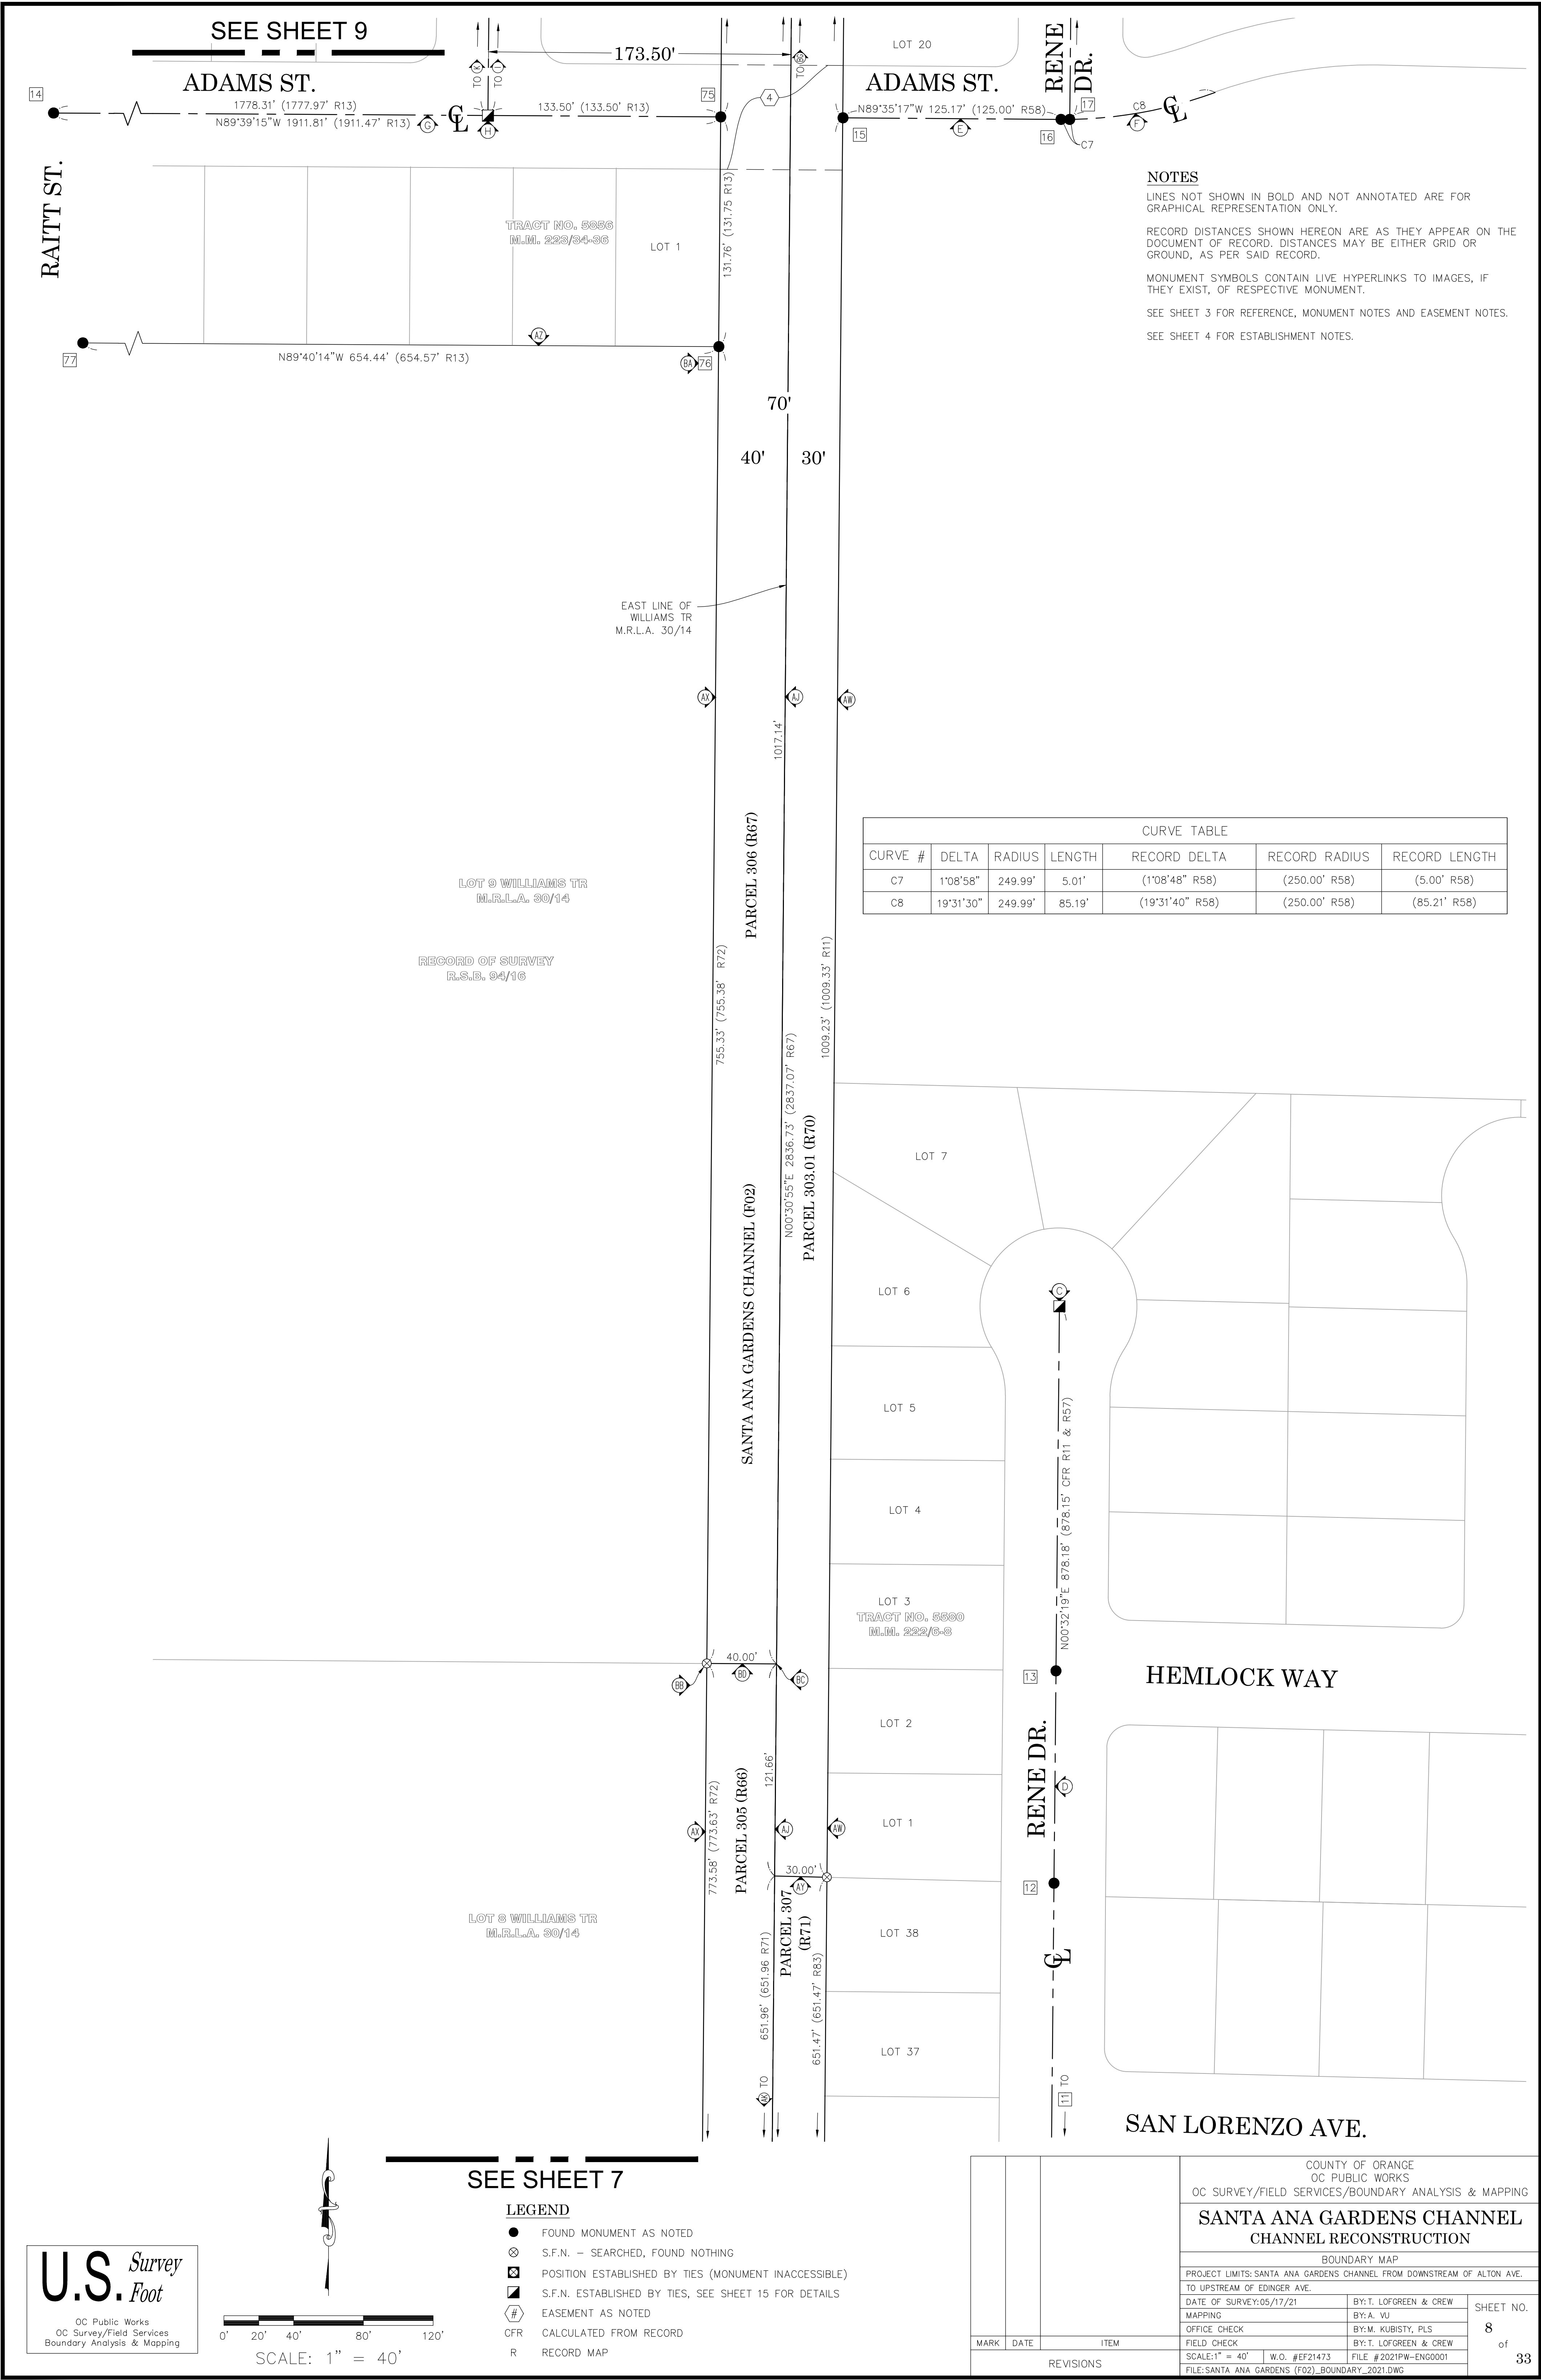 SEE SHEET 9
ADAMS ST.
173.50'
TO K
TO I
TO BE
LOT 20
ADAMS ST.
RENE
DR.
14
1778.31' (1777.97' R13)
N89°39'15"W 1911.81' (1911.47' R13)
G
CL
H
133.50' (133.50' R13)
75
4
15
N89°35'17"W 125.17' (125.00' R58)
E
16
17
C7
C8
F
CL
RAITT ST.
TRACT NO. 5856
M.M. 223/34-36
LOT 1
131.76' (131.75 R13)
77
N89°40'14"W 654.44' (654.57' R13)
AZ
BA
76
NOTES
LINES NOT SHOWN IN BOLD AND NOT ANNOTATED ARE FOR
GRAPHICAL REPRESENTATION ONLY.
RECORD DISTANCES SHOWN HEREON ARE AS THEY APPEAR ON THE
DOCUMENT OF RECORD. DISTANCES MAY BE EITHER GRID OR
GROUND, AS PER SAID RECORD.
MONUMENT SYMBOLS CONTAIN LIVE HYPERLINKS TO IMAGES, IF
THEY EXIST, OF RESPECTIVE MONUMENT.
SEE SHEET 3 FOR REFERENCE, MONUMENT NOTES AND EASEMENT NOTES.
SEE SHEET 4 FOR ESTABLISHMENT NOTES.
70'
40'
30'
EAST LINE OF
WILLIAMS TR
M.R.L.A. 30/14
AX
AJ
AW
1017.14'
PARCEL 306 (R67)
LOT 9 WILLIAMS TR
M.R.L.A. 30/14
RECORD OF SURVEY
R.S.B. 94/16
755.33' (755.38' R72)
1009.23' (1009.33' R11)
N00°30'55"E 2836.73' (2837.07' R67)
PARCEL 303.01 (R70)
SANTA ANA GARDENS CHANNEL (F02)
CURVE TABLE
CURVE # DELTA RADIUS LENGTH RECORD DELTA RECORD RADIUS RECORD LENGTH
C7 1°08'58" 249.99' 5.01' (1°08'48" R58) (250.00' R58) (5.00' R58)
C8 19°31'30" 249.99' 85.19' (19°31'40" R58) (250.00' R58) (85.21' R58)
LOT 7
LOT 6
C
LOT 5
N00°32'19"E 878.18' (878.15' CFR R11 & R57)
LOT 4
LOT 3
TRACT NO. 5580
M.M. 222/6-8
40.00'
BB
BD
BC
13
HEMLOCK WAY
LOT 2
RENE DR.
121.66'
D
PARCEL 305 (R66)
773.58' (773.63' R72)
AX
AJ
AW
LOT 1
30.00'
AY
12
LOT 8 WILLIAMS TR
M.R.L.A. 30/14
PARCEL 307
(R71)
LOT 38
CL
651.96' (651.96 R71)
651.47' (651.47' R83)
LOT 37
AK TO
11 TO
SAN LORENZO AVE.
SEE SHEET 7
LEGEND
FOUND MONUMENT AS NOTED
S.F.N. - SEARCHED, FOUND NOTHING
POSITION ESTABLISHED BY TIES (MONUMENT INACCESSIBLE)
S.F.N. ESTABLISHED BY TIES, SEE SHEET 15 FOR DETAILS
# EASEMENT AS NOTED
CFR CALCULATED FROM RECORD
R RECORD MAP
U.S. Survey
Foot
OC Public Works
OC Survey/Field Services
Boundary Analysis & Mapping
0' 20' 40' 80' 120'
SCALE: 1" = 40'
MARK DATE ITEM
REVISIONS
COUNTY OF ORANGE
OC PUBLIC WORKS
OC SURVEY/FIELD SERVICES/BOUNDARY ANALYSIS & MAPPING
SANTA ANA GARDENS CHANNEL
CHANNEL RECONSTRUCTION
BOUNDARY MAP
PROJECT LIMITS: SANTA ANA GARDENS CHANNEL FROM DOWNSTREAM OF ALTON AVE.
TO UPSTREAM OF EDINGER AVE.
DATE OF SURVEY: 05/17/21 BY: T. LOFGREEN & CREW
MAPPING BY: A. VU
OFFICE CHECK BY: M. KUBISTY, PLS
FIELD CHECK BY: T. LOFGREEN & CREW
SHEET NO.
8
of
33
SCALE:1" = 40' W.O. #EF21473 FILE #2021PW-ENG0001
FILE:SANTA ANA GARDENS (F02)_BOUNDARY_2021.DWG